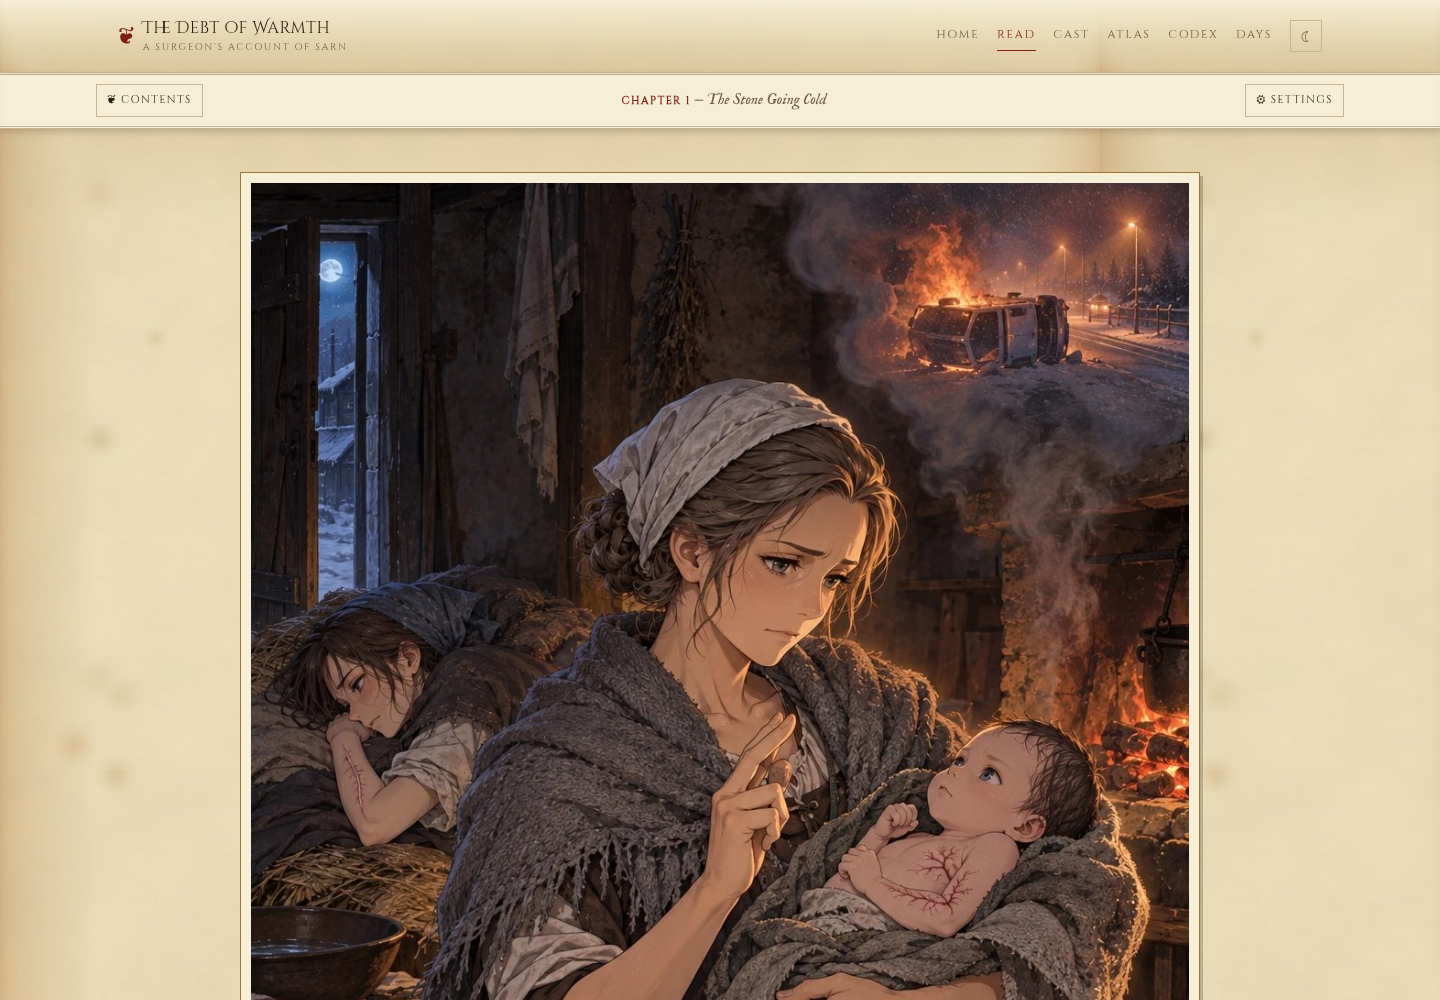 THE DEBT OF WARMTH
A SURGEON'S ACCOUNT OF SARN
HOME READ CAST ATLAS CODEX DAYS
CONTENTS
CHAPTER 1 — The Stone Going Cold
SETTINGS